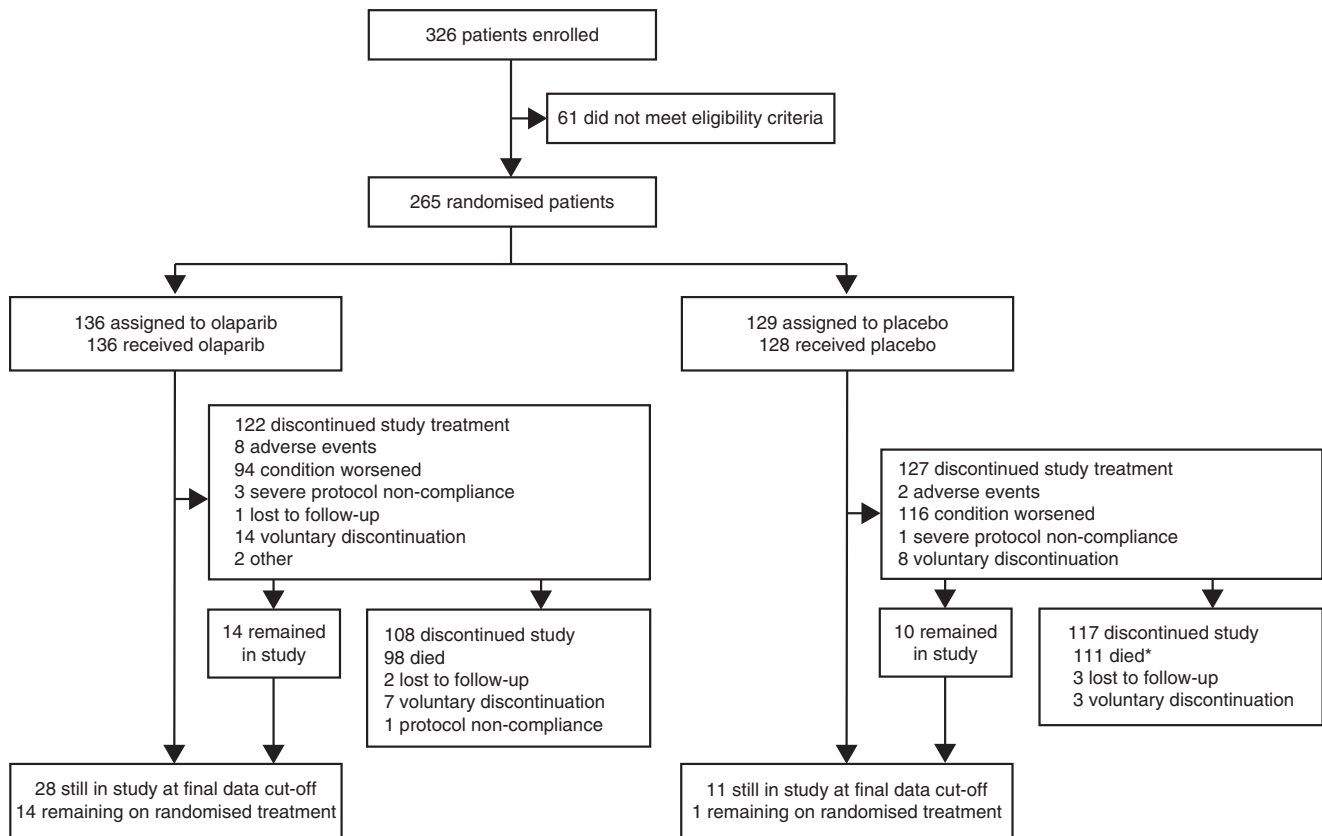 326 patients enrolled
61 did not meet eligibility criteria
265 randomised patients
136 assigned to olaparib
136 received olaparib
129 assigned to placebo
128 received placebo
122 discontinued study treatment
8 adverse events
94 condition worsened
3 severe protocol non-compliance
1 lost to follow-up
14 voluntary discontinuation
2 other
127 discontinued study treatment
2 adverse events
116 condition worsened
1 severe protocol non-compliance
8 voluntary discontinuation
14 remained
in study
108 discontinued study
98 died
2 lost to follow-up
7 voluntary discontinuation
1 protocol non-compliance
10 remained
in study
117 discontinued study
111 died*
3 lost to follow-up
3 voluntary discontinuation
28 still in study at final data cut-off
14 remaining on randomised treatment
11 still in study at final data cut-off
1 remaining on randomised treatment